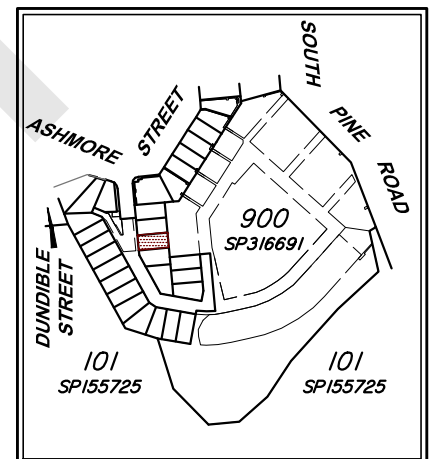 SOUTH
PINE
ROAD
ASHMORE
STREET
900
SP316691
DUNDIBLE
STREET
101
SP155725
101
SP155725